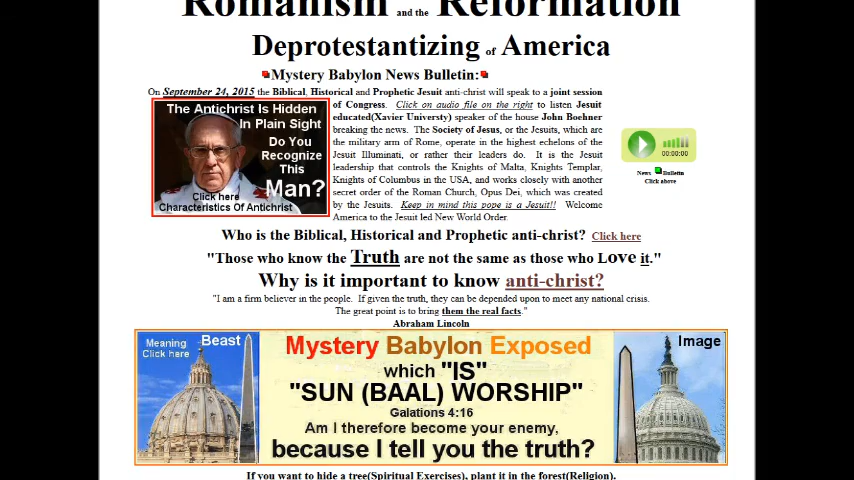 Romanism and the Reformation
Deprotestantizing of America
Mystery Babylon News Bulletin:
On September 24, 2015 the Biblical, Historical and Prophetic Jesuit anti-christ will speak to a joint session
of Congress. Click on audio file on the right to listen Jesuit
educated(Xavier Universty) speaker of the house John Boehner
breaking the news. The Society of Jesus, or the Jesuits, which are
the military arm of Rome, operate in the highest echelons of the
Jesuit Illuminati, or rather their leaders do. It is the Jesuit
leadership that controls the Knights of Malta, Knights Templar,
Knights of Columbus in the USA, and works closely with another
secret order of the Roman Church, Opus Dei, which was created
by the Jesuits. Keep in mind this pope is a Jesuit!! Welcome
America to the Jesuit led New World Order.
The Antichrist Is Hidden
In Plain Sight
Do You
Recognize
This
Man?
Click here
Characteristics Of Antichrist
00:00:00
News Bulletin
Click above
Who is the Biblical, Historical and Prophetic anti-christ? Click here
"Those who know the Truth are not the same as those who Love it."
Why is it important to know anti-christ?
"I am a firm believer in the people. If given the truth, they can be depended upon to meet any national crisis.
The great point is to bring them the real facts."
Abraham Lincoln
Meaning
Click here
Beast
Mystery Babylon Exposed
which "IS"
"SUN (BAAL) WORSHIP"
Galations 4:16
Am I therefore become your enemy,
because I tell you the truth?
Image
If you want to hide a tree(Spiritual Exercises), plant it in the forest(Religion).